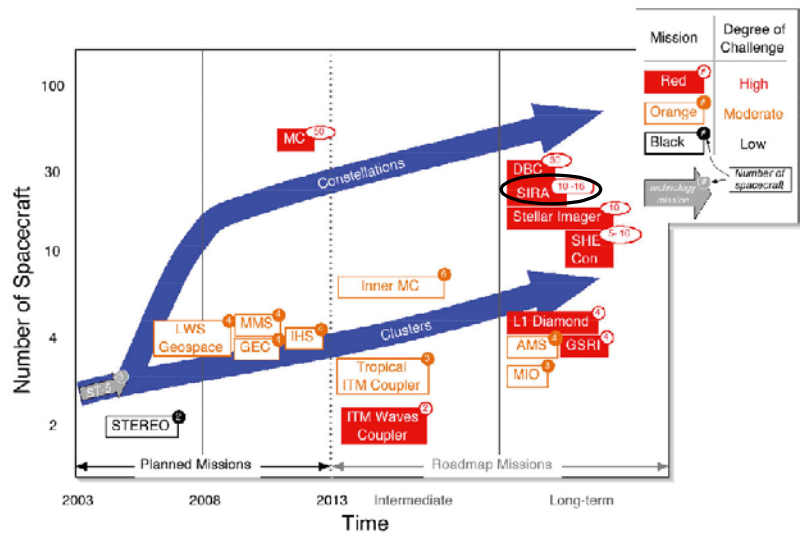 Mission
Degree of
Challenge
Red
#
High
Orange
#
Moderate
Black
#
Low
technology
mission
#
Number of
spacecraft
Number of Spacecraft
100
30
10
4
2
MC
50
Constellations
DBC
30
SIRA
10 -16
Stellar Imager
10
SHE
Con
5- 10
Inner MC
6
LWS
Geospace
4
MMS
4
GEC
4
IHS
4
Clusters
L1 Diamond
4
AMS
4
GSRI
4
MIO
3
Tropical
ITM Coupler
3
ITM Waves
Coupler
2
ST 5
3
STEREO
2
Planned Missions
Roadmap Missions
2003
2008
2013
Intermediate
Long-term
Time